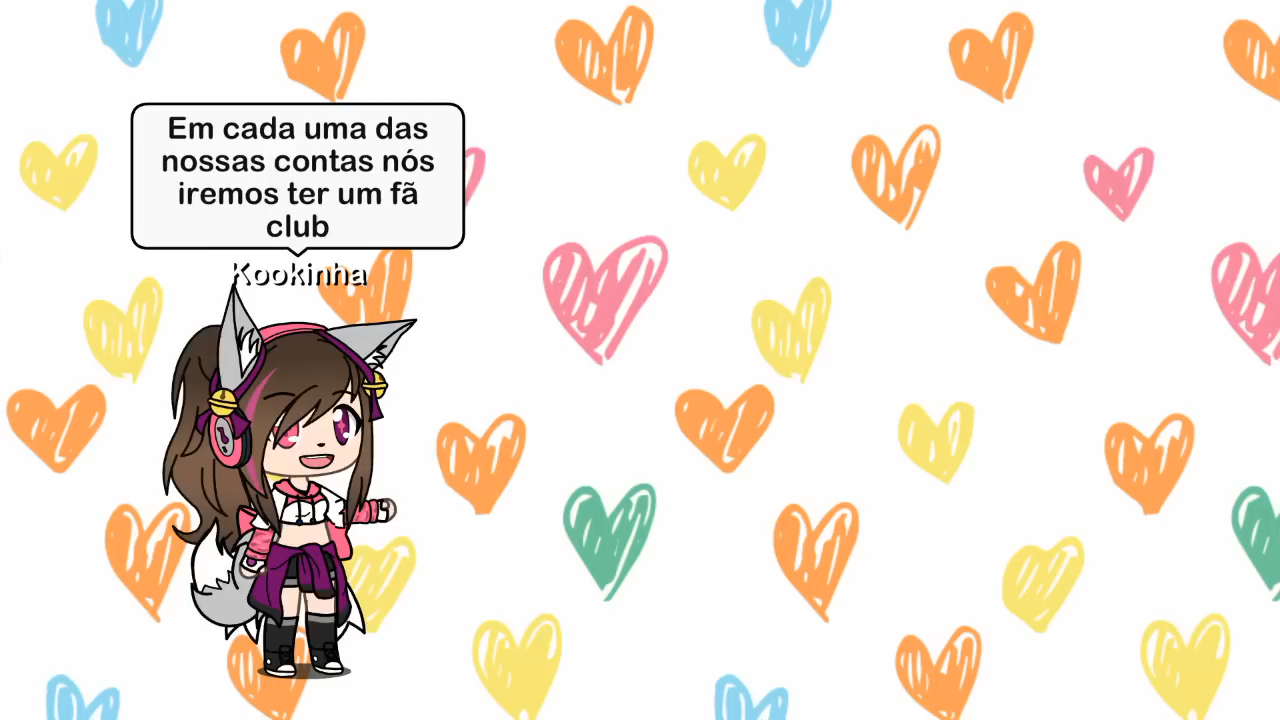 Em cada uma das
nossas contas nós
iremos ter um fã
club
Kookinha